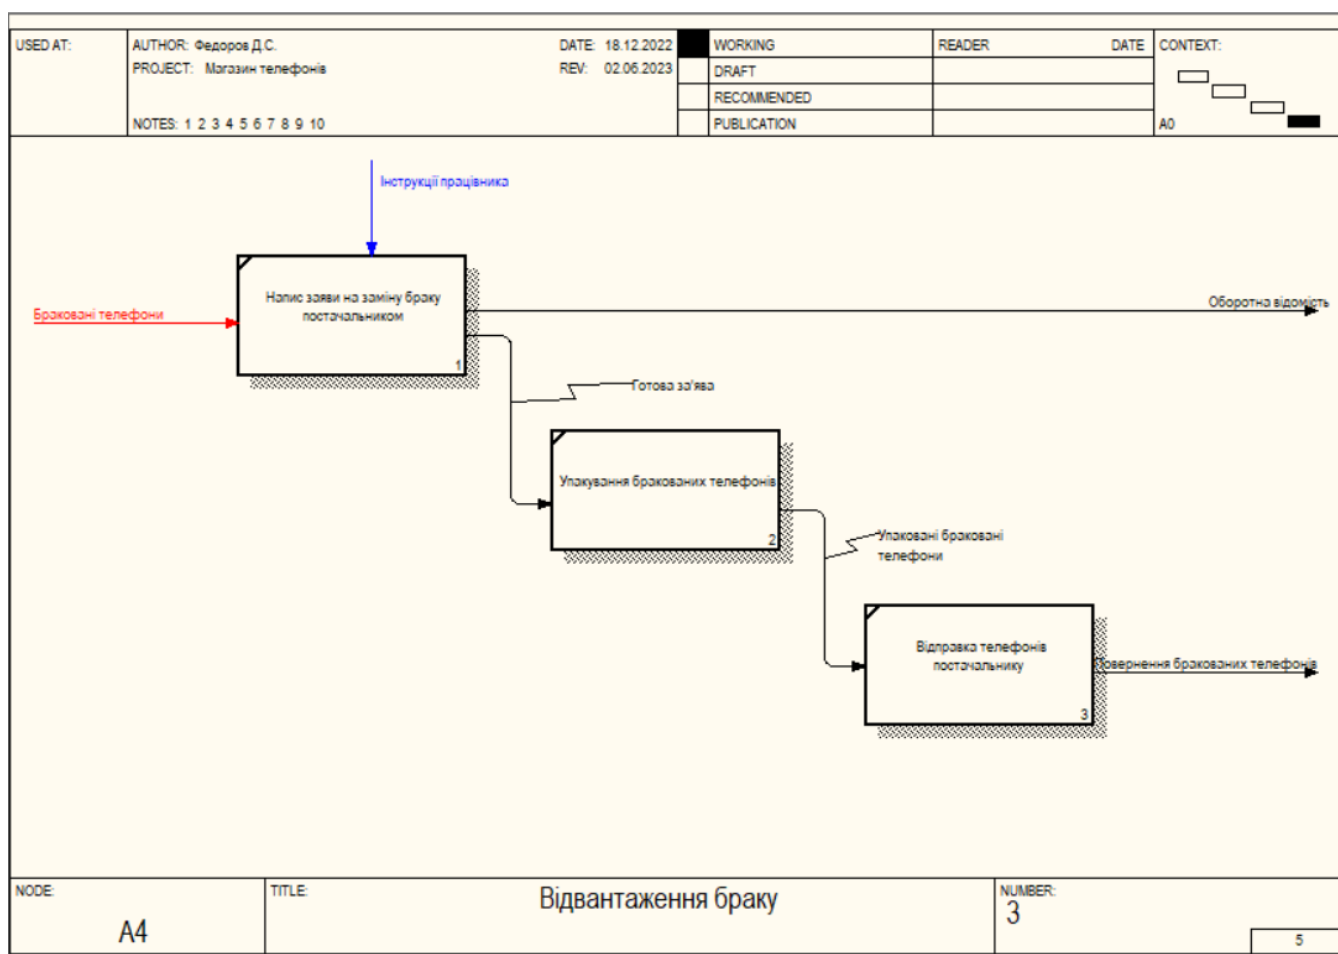 USED AT:
AUTHOR: Федоров Д.С.
DATE: 18.12.2022
PROJECT: Магазин телефонів
REV: 02.06.2023
NOTES: 1 2 3 4 5 6 7 8 9 10
WORKING
DRAFT
RECOMMENDED
PUBLICATION
READER
DATE
CONTEXT:
A0
Інструкції працівника
Браковані телефони
Напис заяви на заміну браку
постачальником
1
Оборотна відомість
Готова за'ява
Упакування бракованих телефонів
2
Упаковані браковані
телефони
Відправка телефонів
постачальнику
3
Повернення бракованих телефонів
NODE:
A4
TITLE:
Відвантаження браку
NUMBER:
3
5